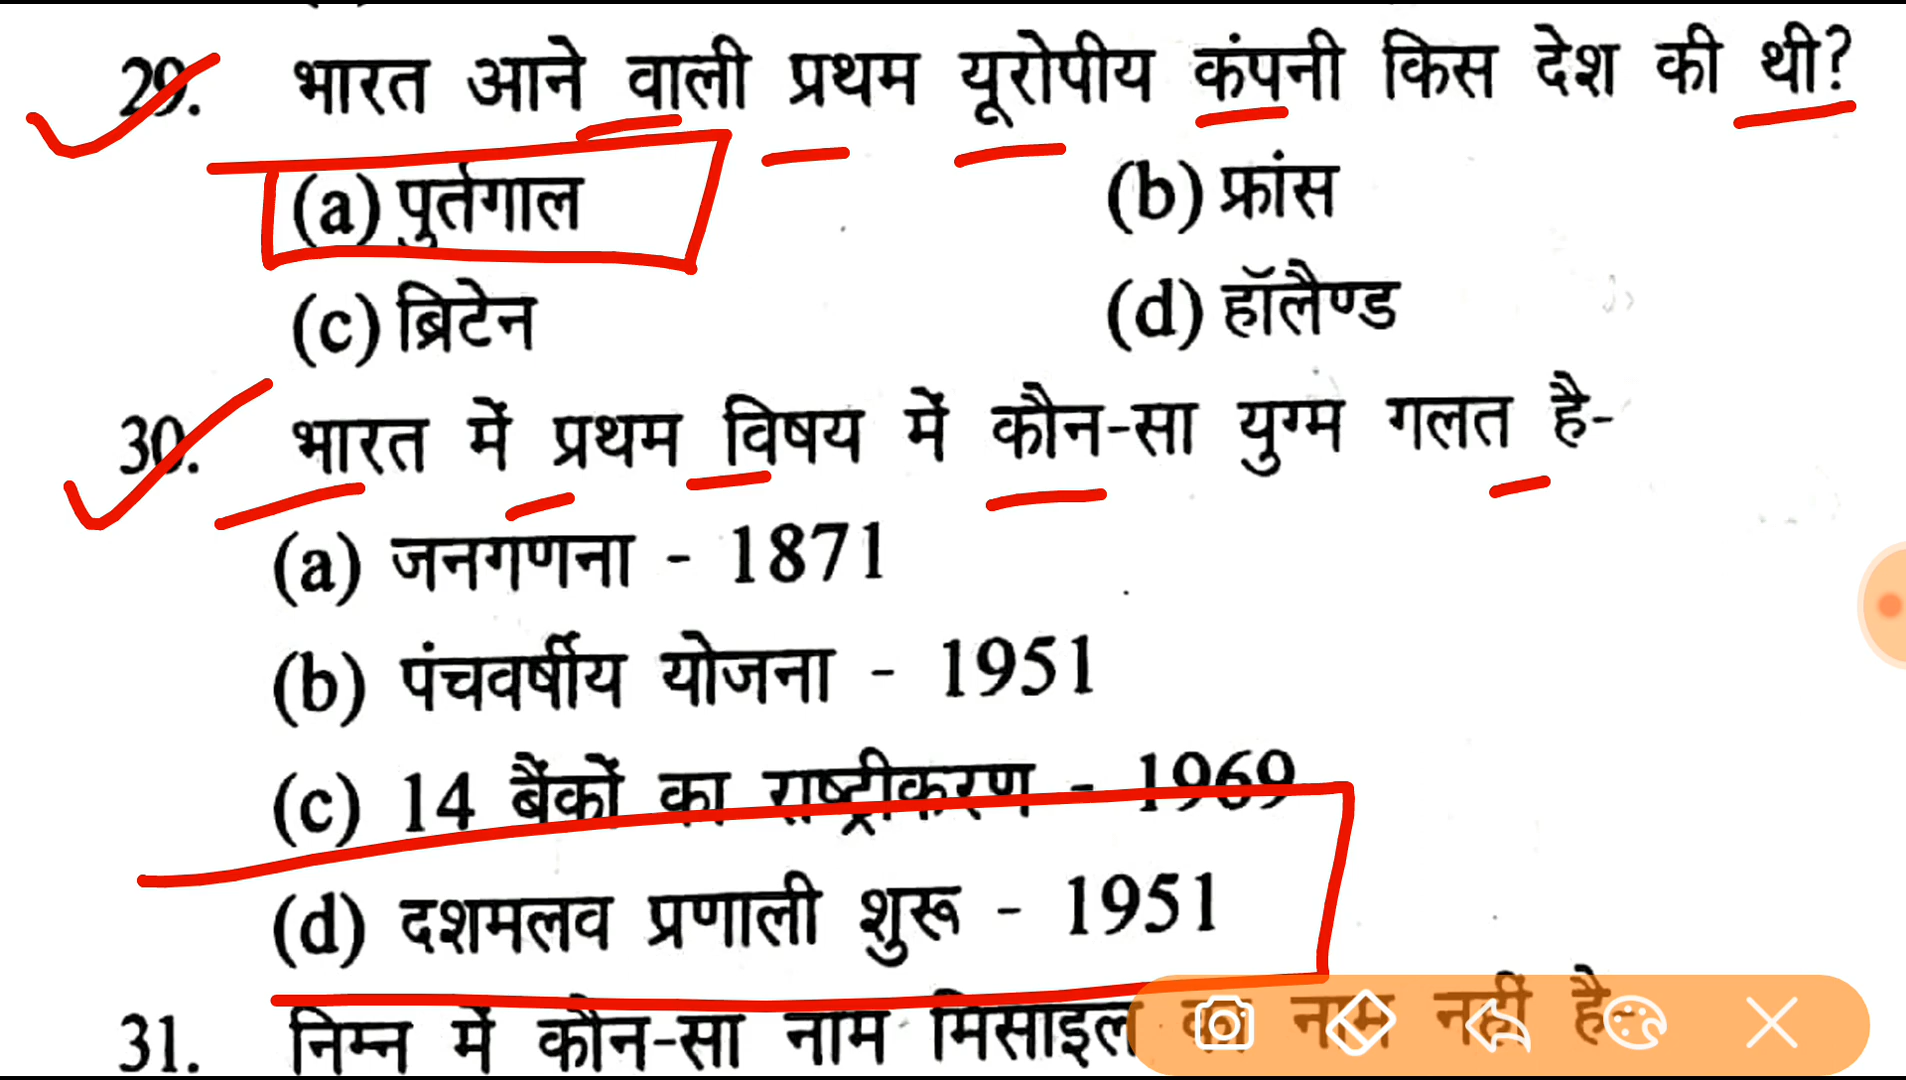 29. भारत आने वाली प्रथम यूरोपीय कंपनी किस देश की थी?
(a) पुर्तगाल (b) फ्रांस
(c) ब्रिटेन (d) हॉलैण्ड
30. भारत में प्रथम विषय में कौन-सा युग्म गलत है-
(a) जनगणना - 1871
(b) पंचवर्षीय योजना - 1951
(c) 14 बैंकों का राष्ट्रीकरण - 1969
(d) दशमलव प्रणाली शुरू - 1951
31. निम्न में कौन-सा नाम मिसाइल का नाम नहीं है-